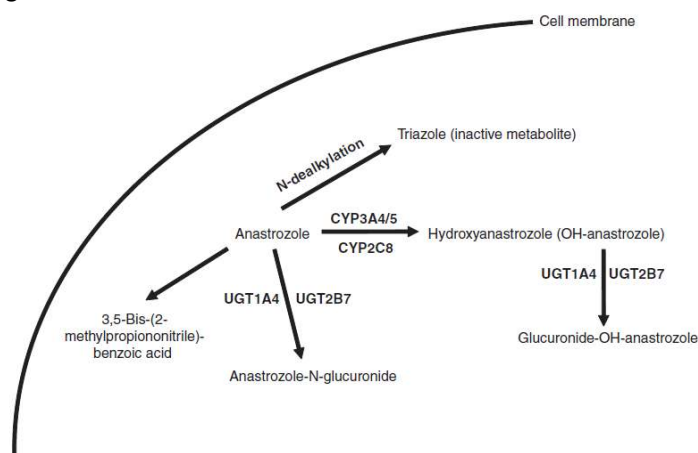 Cell membrane
Triazole (inactive metabolite)
N-dealkylation
CYP3A4/5
Anastrozole
Hydroxyanastrozole (OH-anastrozole)
CYP2C8
UGT1A4 UGT2B7
UGT1A4 UGT2B7
3,5-Bis-(2-
methylpropiononitrile)-
benzoic acid
Glucuronide-OH-anastrozole
Anastrozole-N-glucuronide